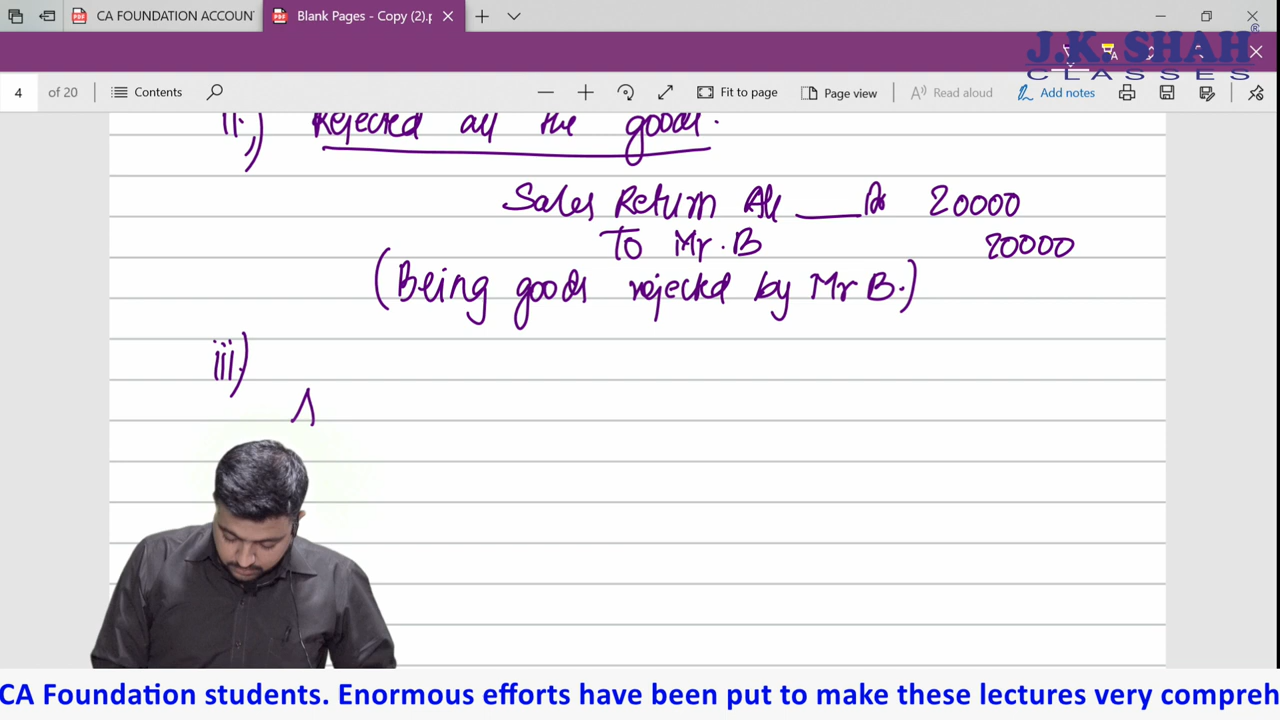 CA FOUNDATION ACCOUN
Blank Pages - Copy (2).p
J.K. SHAH®
CLASSES
4 of 20 Contents Fit to page Page view Read aloud Add notes
ii.) Rejected all the goods.
Sales Return A/c ___ Dr 20000
To Mr. B 20000
(Being goods rejected by Mr B.)
iii.)
CA Foundation students. Enormous efforts have been put to make these lectures very compreh